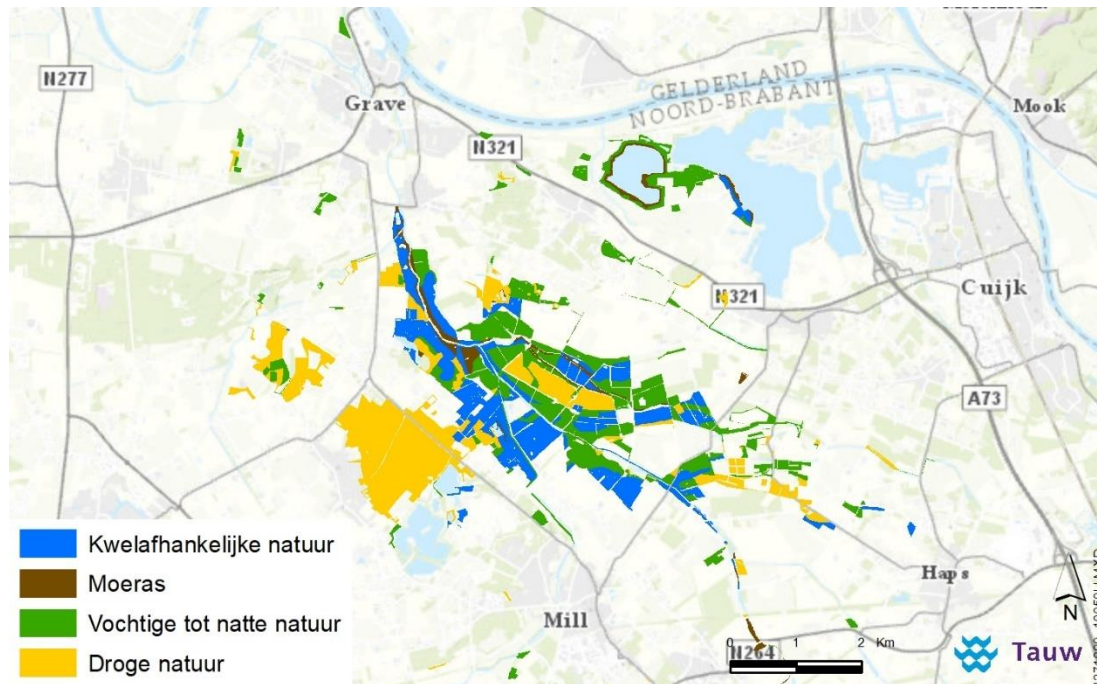 N277
Grave
GELDERLAND
NOORD-BRABANT
Mook
N321
N321
Cuijk
A73
Kwelafhankelijke natuur
Moeras
Vochtige tot natte natuur
Droge natuur
Mill
Haps
N264
0 1 2 Km
N
Tauw